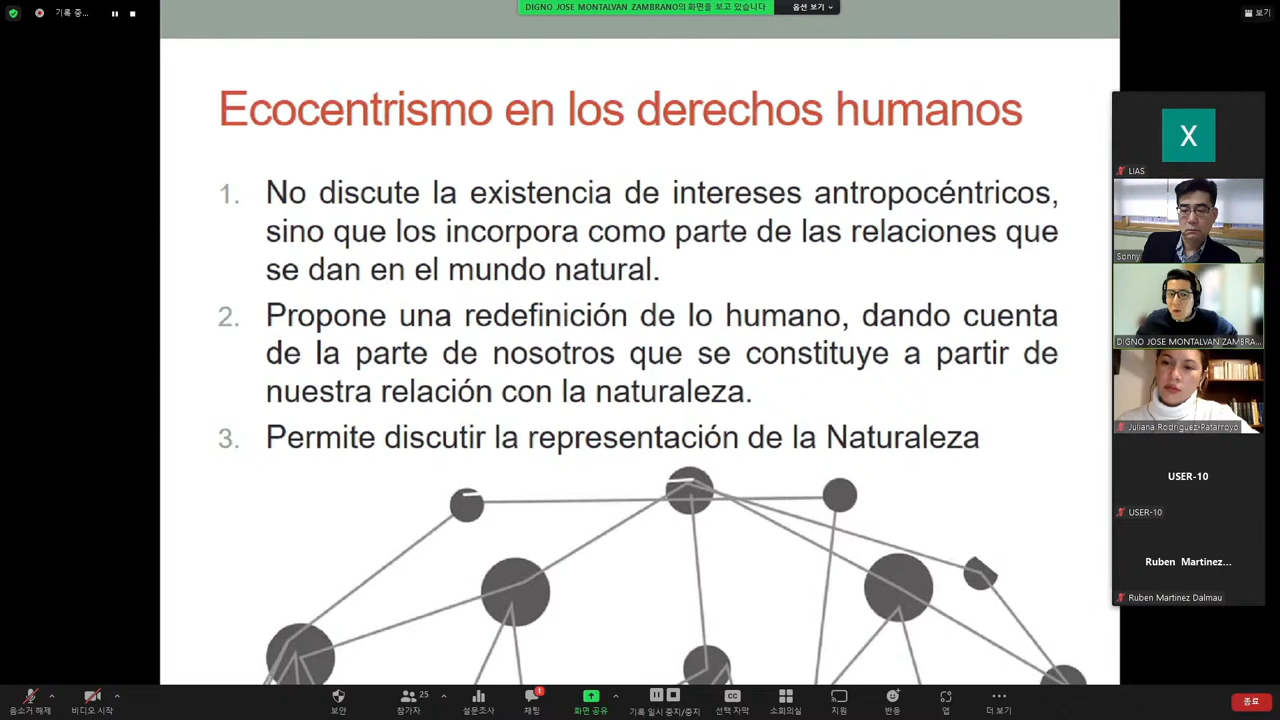 기록 중...
DIGNO JOSE MONTALVAN ZAMBRANO의 화면을 보고 있습니다
옵션 보기
보기
Ecocentrismo en los derechos humanos
1. No discute la existencia de intereses antropocéntricos,
sino que los incorpora como parte de las relaciones que
se dan en el mundo natural.
2. Propone una redefinición de lo humano, dando cuenta
de la parte de nosotros que se constituye a partir de
nuestra relación con la naturaleza.
3. Permite discutir la representación de la Naturaleza
X
LIAS
Sonny
DIGNO JOSE MONTALVAN ZAMBRA...
Juliana Rodriguez-Patarroyo
USER-10
USER-10
Ruben Martinez...
Ruben Martinez Dalmau
음소거 해제
비디오 시작
보안
25
참가자
설문조사
1
채팅
화면 공유
기록 일시 중지/중지
CC
선택 자막
소회의실
지원
반응
앱
더 보기
종료